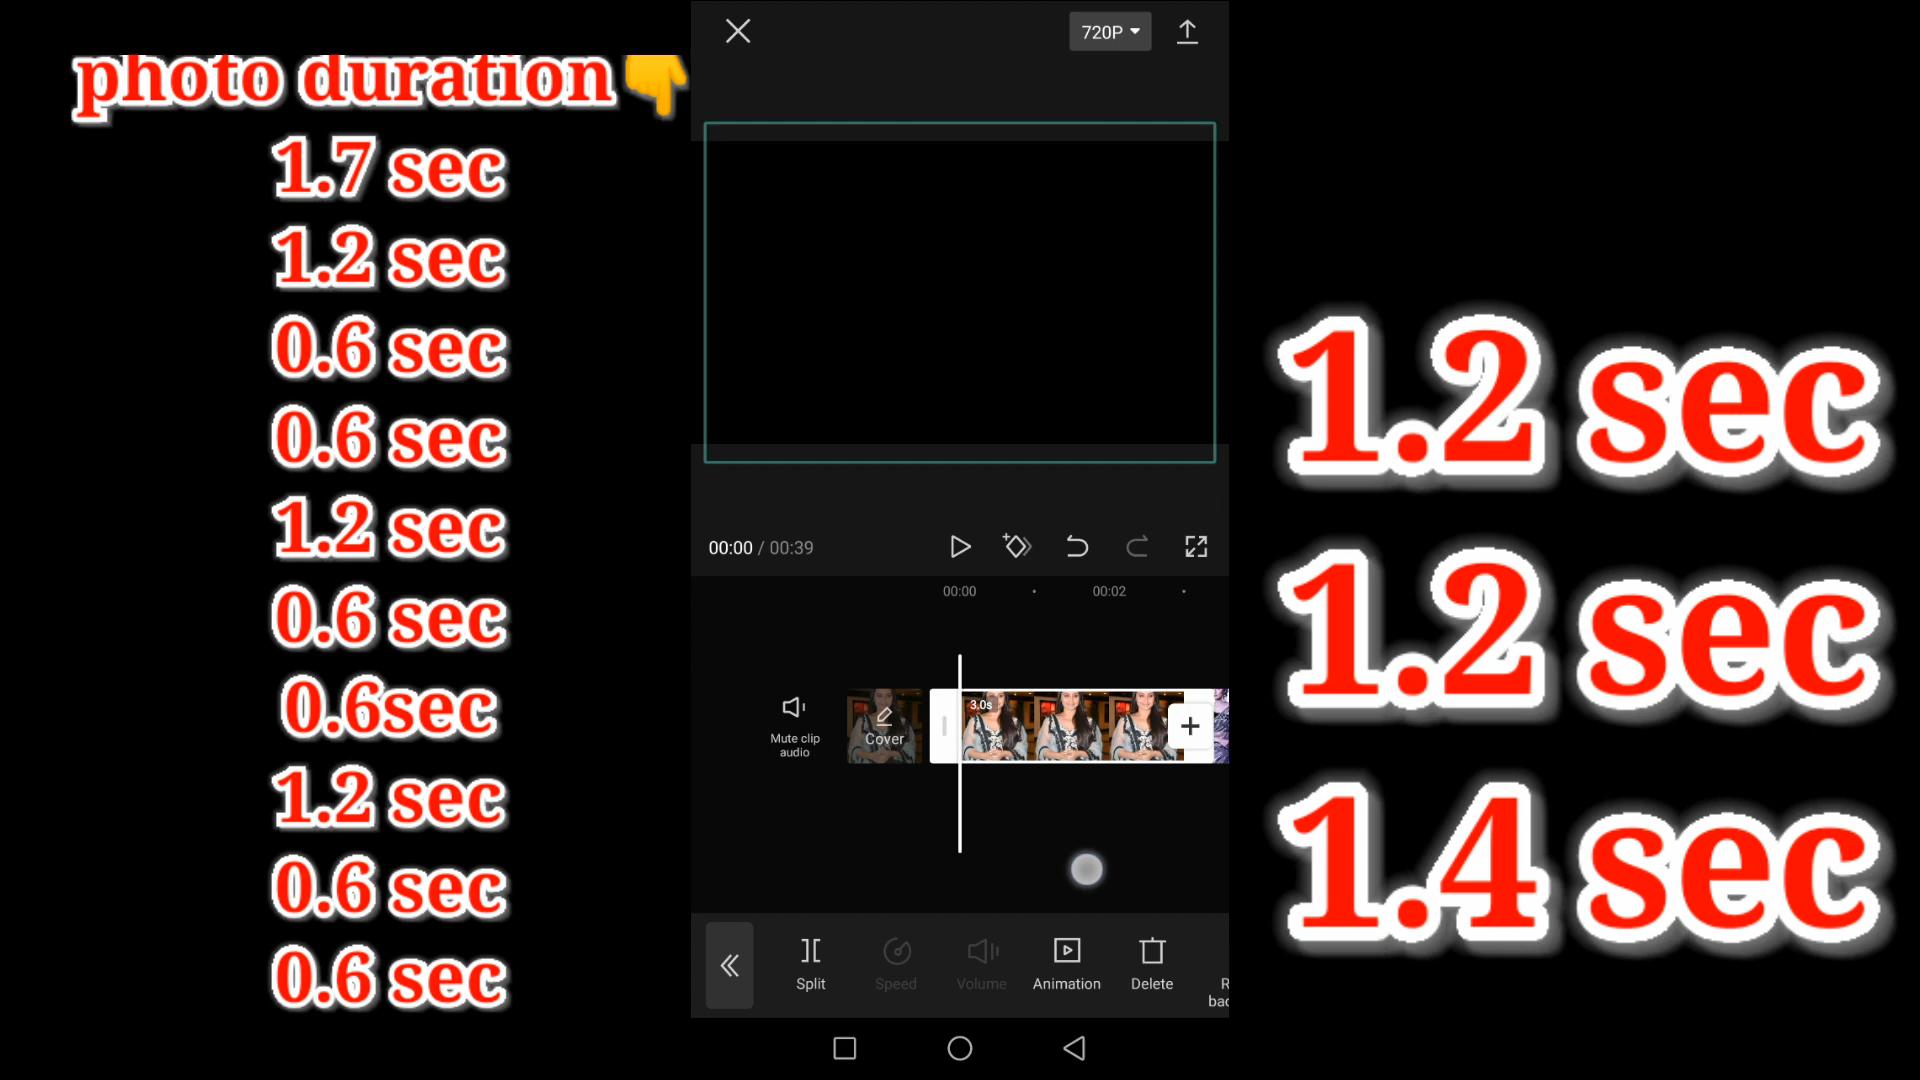 photo duration👇
1.7 sec
1.2 sec
0.6 sec
0.6 sec
1.2 sec
0.6 sec
0.6sec
1.2 sec
0.6 sec
0.6 sec
720P
00:00 / 00:39
00:00
00:02
Mute clip
audio
Cover
3.0s
Split
Speed
Volume
Animation
Delete
R
bac
1.2 sec
1.2 sec
1.4 sec